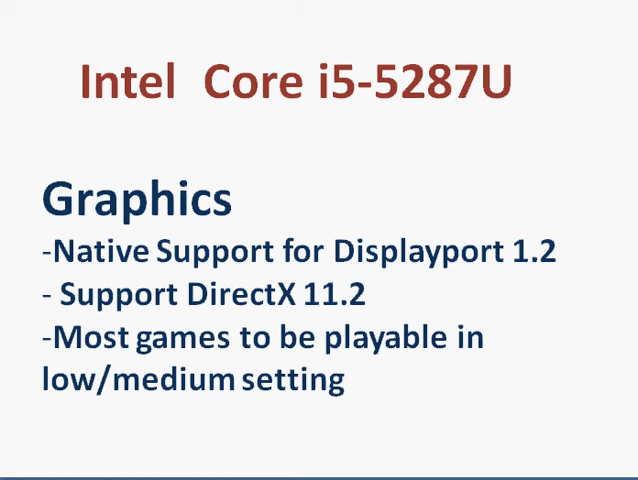 Intel Core i5-5287U
Graphics
-Native Support for Displayport 1.2
- Support DirectX 11.2
-Most games to be playable in
low/medium setting